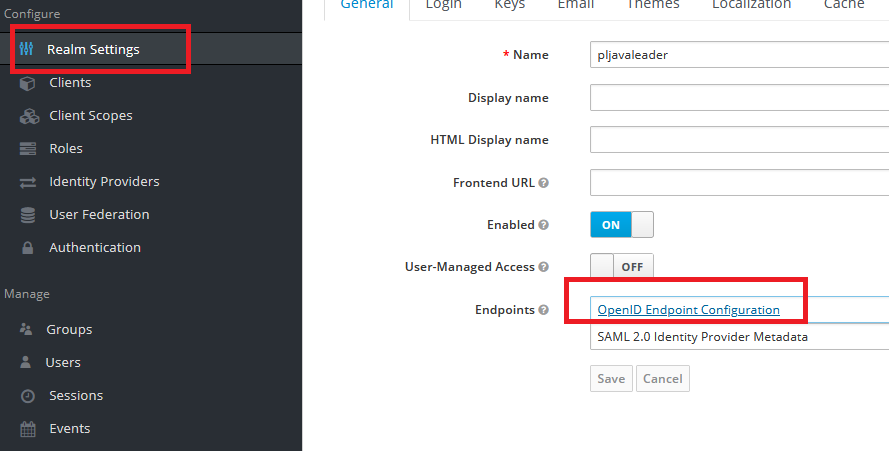 Configure
Realm Settings
Clients
Client Scopes
Roles
Identity Providers
User Federation
Authentication
Manage
Groups
Users
Sessions
Events
General Login Keys Email Themes Localization Cache
* Name pljavaleader
Display name
HTML Display name
Frontend URL ?
Enabled ? ON
User-Managed Access ? OFF
Endpoints ? OpenID Endpoint Configuration
SAML 2.0 Identity Provider Metadata
Save Cancel